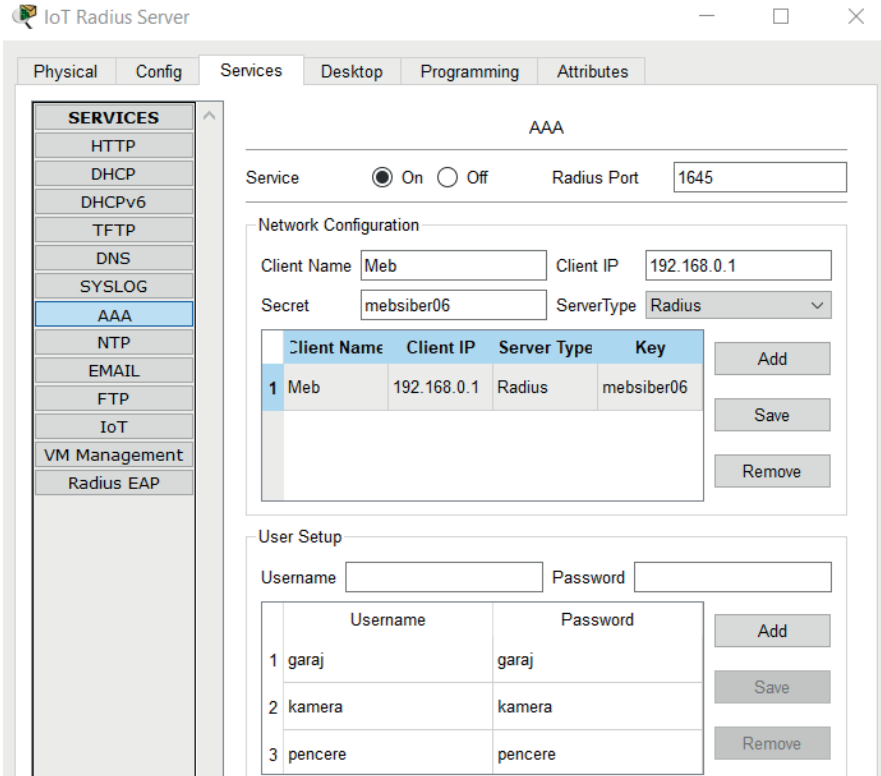 IoT Radius Server
Physical Config Services Desktop Programming Attributes
SERVICES
HTTP
DHCP
DHCPv6
TFTP
DNS
SYSLOG
AAA
NTP
EMAIL
FTP
IoT
VM Management
Radius EAP
AAA
Service On Off Radius Port 1645
Network Configuration
Client Name Meb Client IP 192.168.0.1
Secret mebsiber06 ServerType Radius
Client Name Client IP Server Type Key
1 Meb 192.168.0.1 Radius mebsiber06
Add
Save
Remove
User Setup
Username Password
Username Password
1 garaj garaj
2 kamera kamera
3 pencere pencere
Add
Save
Remove